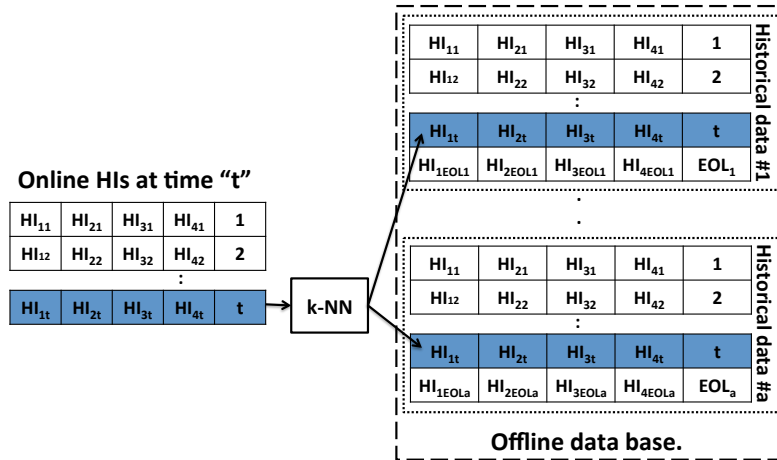 Online HIs at time “t”
HI₁₁ HI₂₁ HI₃₁ HI₄₁ 1
HI₁₂ HI₂₂ HI₃₂ HI₄₂ 2
:
HI₁ₜ HI₂ₜ HI₃ₜ HI₄ₜ t
k-NN
HI₁₁ HI₂₁ HI₃₁ HI₄₁ 1
HI₁₂ HI₂₂ HI₃₂ HI₄₂ 2
:
HI₁ₜ HI₂ₜ HI₃ₜ HI₄ₜ t
HI1EOL1 HI2EOL1 HI3EOL1 HI4EOL1 EOL₁
Historical data #1
. .
. .
HI₁₁ HI₂₁ HI₃₁ HI₄₁ 1
HI₁₂ HI₂₂ HI₃₂ HI₄₂ 2
:
HI₁ₜ HI₂ₜ HI₃ₜ HI₄ₜ t
HI1EOLa HI2EOLa HI3EOLa HI4EOLa EOLₐ
Historical data #a
Offline data base.